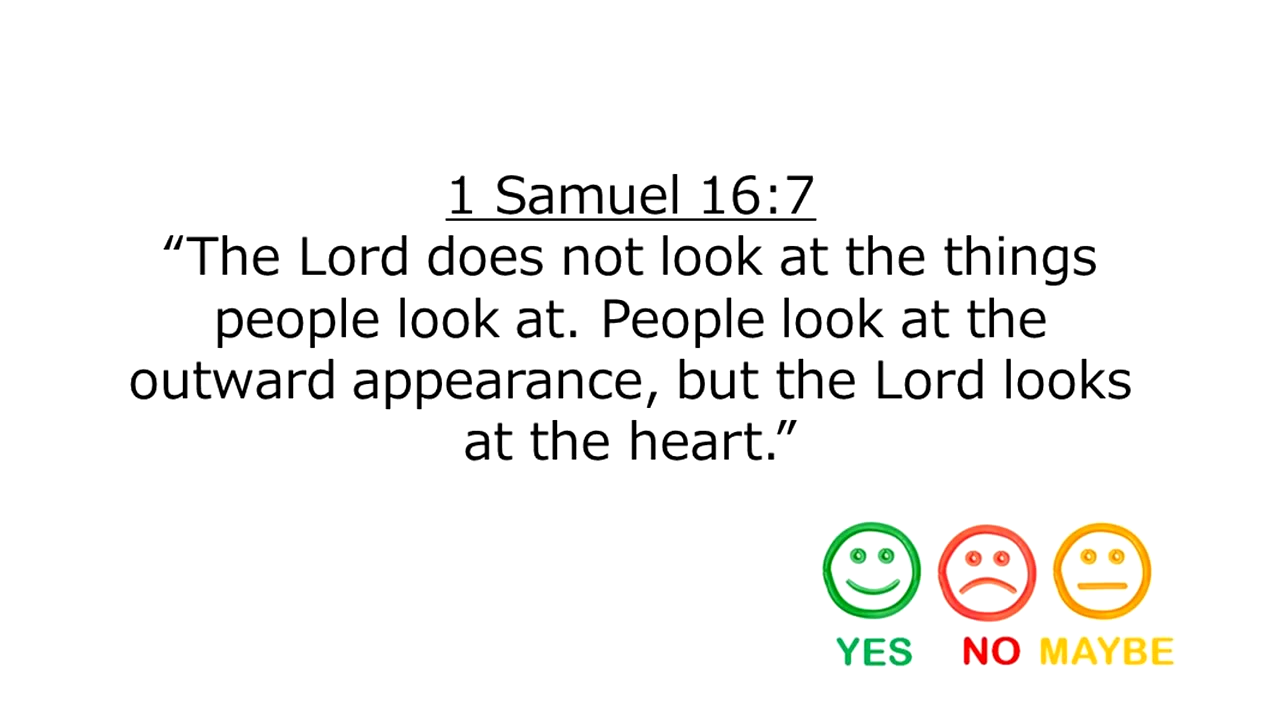 1 Samuel 16:7
“The Lord does not look at the things
people look at. People look at the
outward appearance, but the Lord looks
at the heart.”
YES NO MAYBE